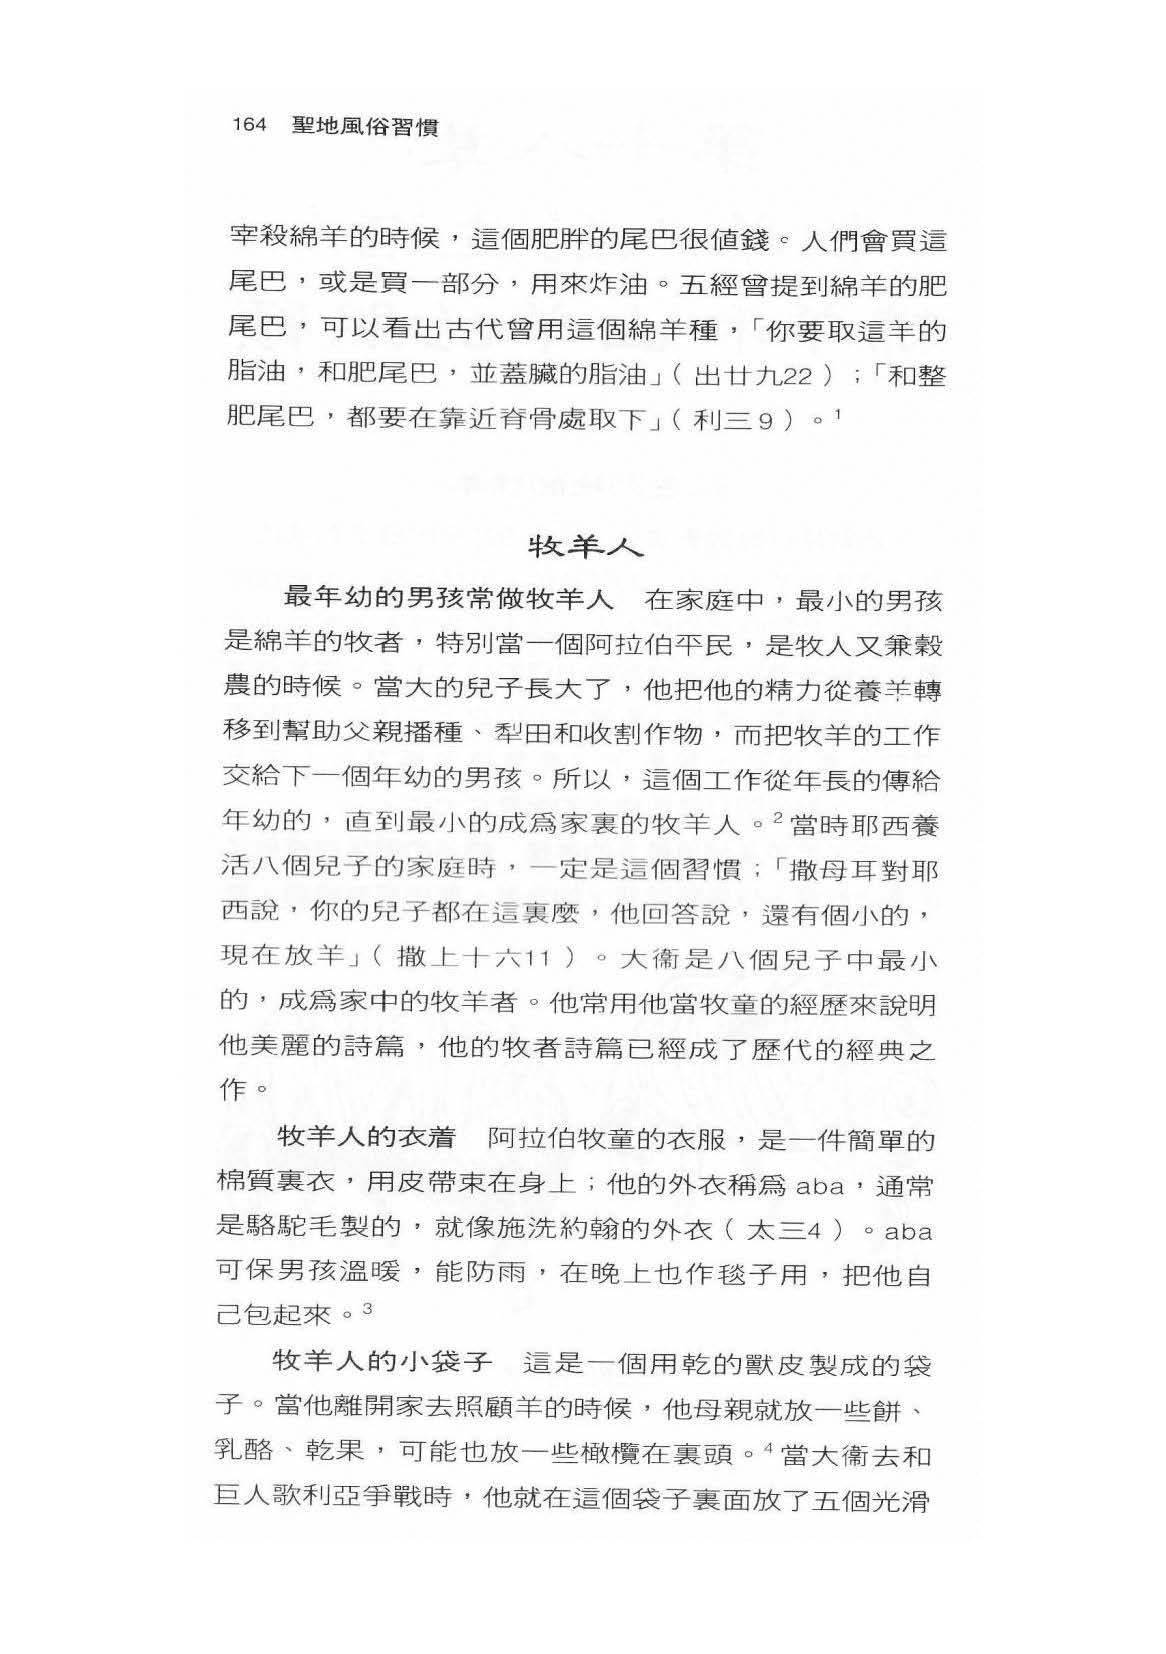 164 聖地風俗習慣
宰殺綿羊的時候，這個肥胖的尾巴很値錢。人們會買這
尾巴，或是買一部分，用來炸油。五經曾提到綿羊的肥
尾巴，可以看出古代曾用這個綿羊種，「你要取這羊的
脂油，和肥尾巴，並蓋臟的脂油」（出廿九22）；「和整
肥尾巴，都要在靠近脊骨處取下」（利三9）。1
牧羊人
最年幼的男孩常做牧羊人　在家庭中，最小的男孩
是綿羊的牧者，特別當一個阿拉伯平民，是牧人又兼穀
農的時候。當大的兒子長大了，他把他的精力從養羊轉
移到幫助父親播種、犁田和收割作物，而把牧羊的工作
交給下一個年幼的男孩。所以，這個工作從年長的傳給
年幼的，直到最小的成爲家裏的牧羊人。2當時耶西養
活八個兒子的家庭時，一定是這個習慣；「撒母耳對耶
西說，你的兒子都在這裏麼，他回答說，還有個小的，
現在放羊」（撒上十六11）。大衞是八個兒子中最小
的，成爲家中的牧羊者。他常用他當牧童的經歷來說明
他美麗的詩篇，他的牧者詩篇已經成了歷代的經典之
作。
牧羊人的衣着　阿拉伯牧童的衣服，是一件簡單的
棉質裏衣，用皮帶束在身上；他的外衣稱爲 aba，通常
是駱駝毛製的，就像施洗約翰的外衣（太三4）。aba
可保男孩溫暖，能防雨，在晚上也作毯子用，把他自
己包起來。3
牧羊人的小袋子　這是一個用乾的獸皮製成的袋
子。當他離開家去照顧羊的時候，他母親就放一些餅、
乳酪、乾果，可能也放一些橄欖在裏頭。4當大衞去和
巨人歌利亞爭戰時，他就在這個袋子裏面放了五個光滑